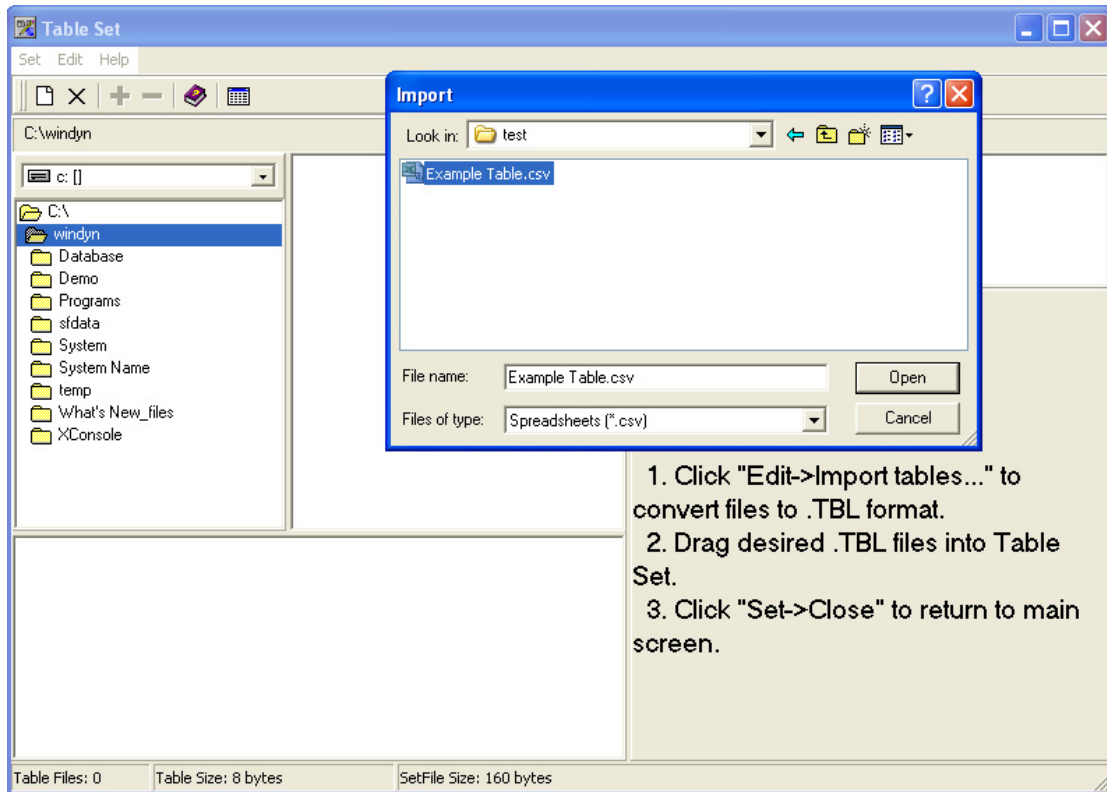 Table Set
Set Edit Help
C:\windyn
c: []
C:\
windyn
Database
Demo
Programs
sfdata
System
System Name
temp
What's New_files
XConsole
Import
Look in: test
Example Table.csv
File name: Example Table.csv
Open
Files of type: Spreadsheets (*.csv)
Cancel
1. Click "Edit->Import tables..." to
convert files to .TBL format.
2. Drag desired .TBL files into Table
Set.
3. Click "Set->Close" to return to main
screen.
Table Files: 0 Table Size: 8 bytes SetFile Size: 160 bytes